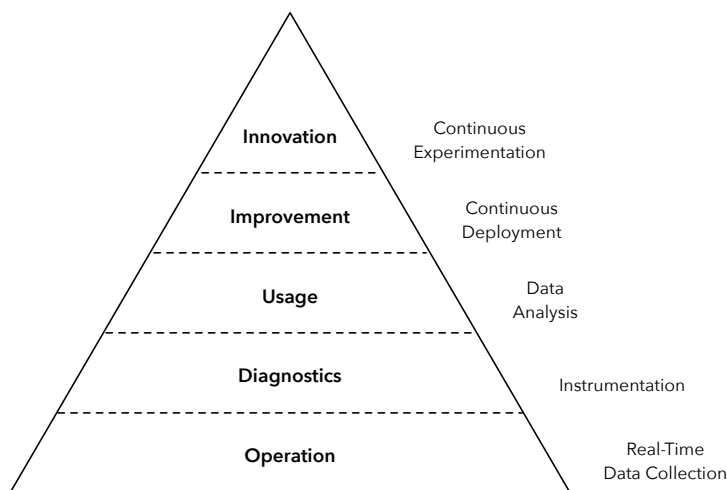 Innovation
Continuous
Experimentation
Improvement
Continuous
Deployment
Usage
Data
Analysis
Diagnostics
Instrumentation
Operation
Real-Time
Data Collection